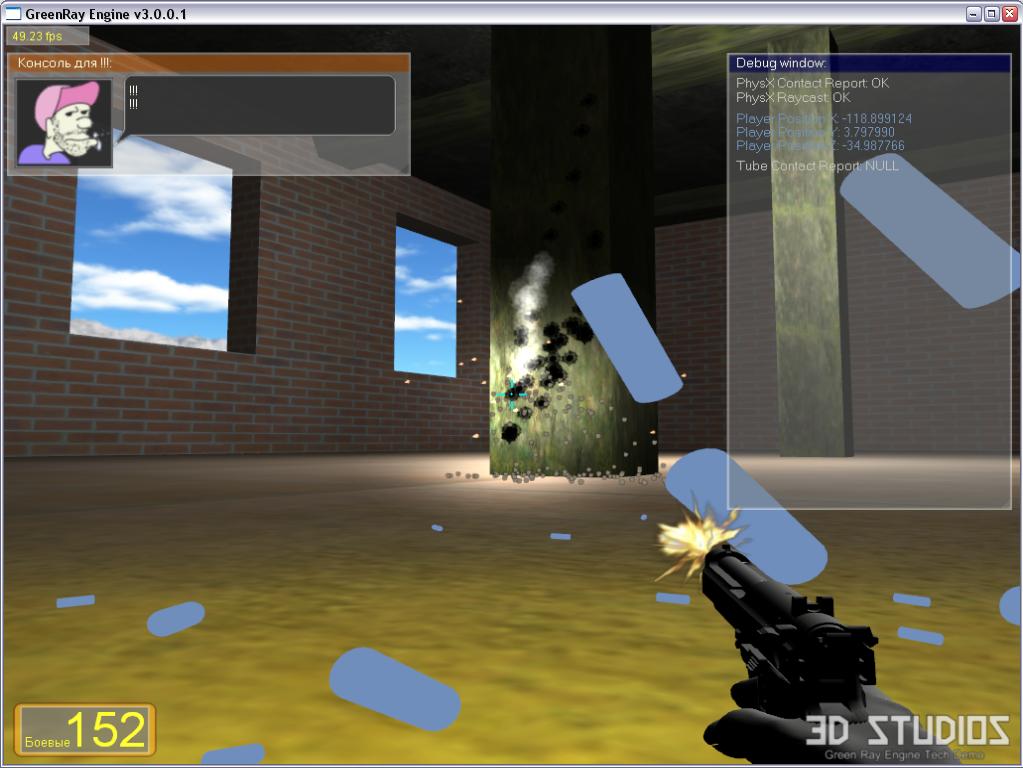 GreenRay Engine v3.0.0.1
49.23 fps
Консоль для !!!:
!!!
!!!
Debug window:
PhysX Contact Report: OK
PhysX Raycast: OK
Player Position X: -118.899124
Player Position Y: 3.797990
Player Position Z: -34.987766
Tube Contact Report: NULL
Боевые 152
3D STUDIOS
Green Ray Engine Tech Demo